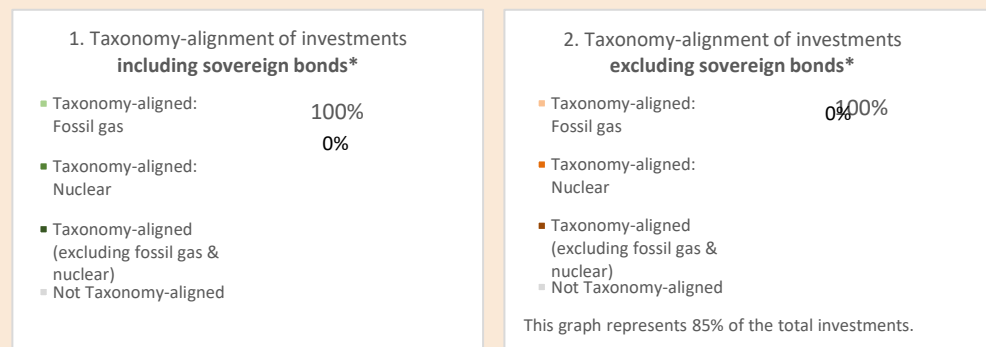 1. Taxonomy-alignment of investments
including sovereign bonds*
Taxonomy-aligned:
Fossil gas
Taxonomy-aligned:
Nuclear
Taxonomy-aligned
(excluding fossil gas &
nuclear)
Not Taxonomy-aligned
100%
0%
2. Taxonomy-alignment of investments
excluding sovereign bonds*
Taxonomy-aligned:
Fossil gas
Taxonomy-aligned:
Nuclear
Taxonomy-aligned
(excluding fossil gas &
nuclear)
Not Taxonomy-aligned
0%
100%
This graph represents 85% of the total investments.